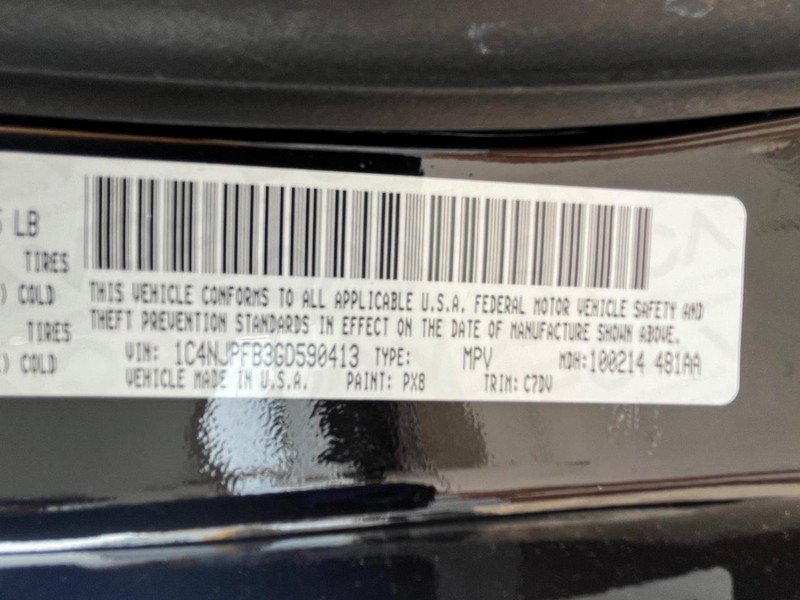 5 LB
TIRES
) COLD
TIRES
) COLD
THIS VEHICLE CONFORMS TO ALL APPLICABLE U.S.A. FEDERAL MOTOR VEHICLE SAFETY AND
THEFT PREVENTION STANDARDS IN EFFECT ON THE DATE OF MANUFACTURE SHOWN ABOVE.
VIN: 1C4NJPFB3GD590413 TYPE: MPV MDH:100214 481AA
VEHICLE MADE IN U.S.A. PAINT: PX8 TRIM: C7DV